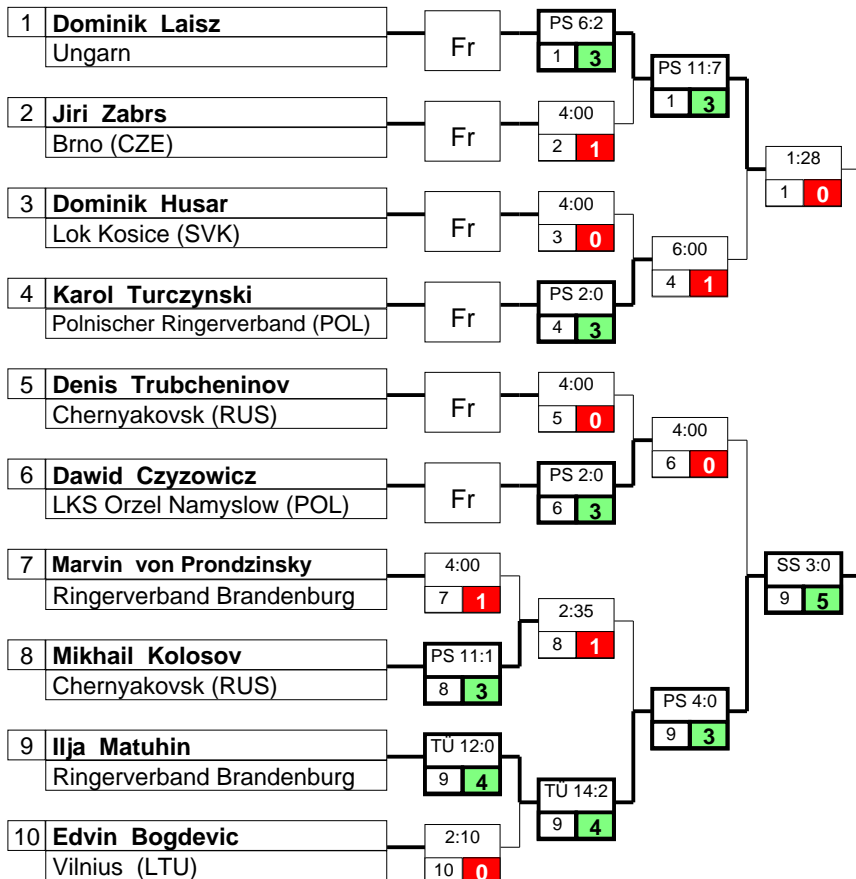 1 Dominik Laisz
Ungarn
Fr
PS 6:2
1 3
PS 11:7
1 3
2 Jiri Zabrs
Brno (CZE)
Fr
4:00
2 1
1:28
1 0
3 Dominik Husar
Lok Kosice (SVK)
Fr
4:00
3 0
6:00
4 1
4 Karol Turczynski
Polnischer Ringerverband (POL)
Fr
PS 2:0
4 3
5 Denis Trubcheninov
Chernyakovsk (RUS)
Fr
4:00
5 0
4:00
6 0
6 Dawid Czyzowicz
LKS Orzel Namyslow (POL)
Fr
PS 2:0
6 3
7 Marvin von Prondzinsky
Ringerverband Brandenburg
4:00
7 1
SS 3:0
9 5
2:35
8 1
8 Mikhail Kolosov
Chernyakovsk (RUS)
PS 11:1
8 3
PS 4:0
9 3
9 Ilja Matuhin
Ringerverband Brandenburg
TÜ 12:0
9 4
TÜ 14:2
9 4
10 Edvin Bogdevic
Vilnius (LTU)
2:10
10 0